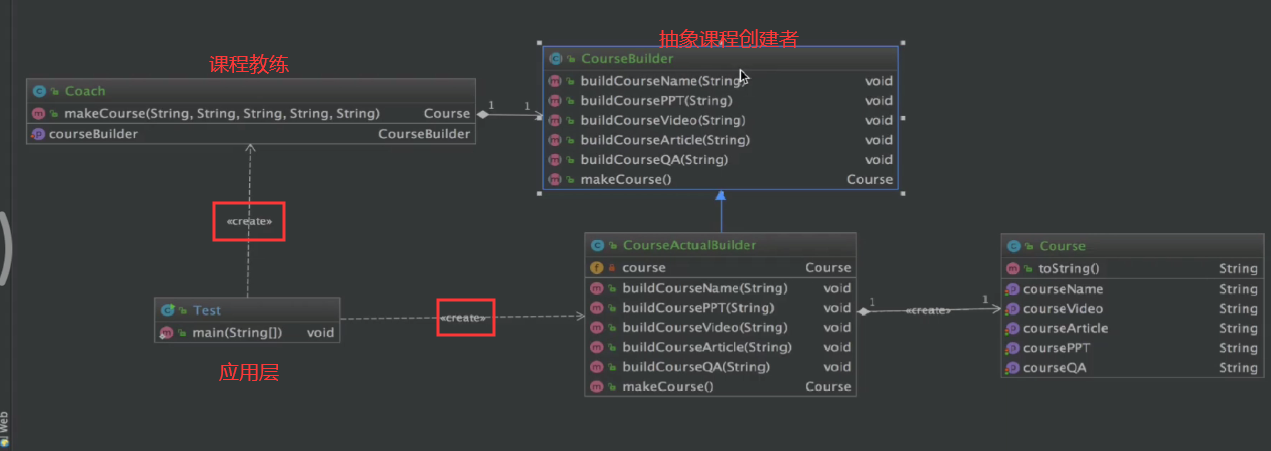 课程教练
Coach
makeCourse(String, String, String, String, String) Course
courseBuilder CourseBuilder
1 1
抽象课程创建者
CourseBuilder
buildCourseName(String) void
buildCoursePPT(String) void
buildCourseVideo(String) void
buildCourseArticle(String) void
buildCourseQA(String) void
makeCourse() Course
«create»
Test
main(String[]) void
应用层
«create»
CourseActualBuilder
course Course
buildCourseName(String) void
buildCoursePPT(String) void
buildCourseVideo(String) void
buildCourseArticle(String) void
buildCourseQA(String) void
makeCourse() Course
1 «create» 1
Course
toString() String
courseName String
courseVideo String
courseArticle String
coursePPT String
courseQA String
Web